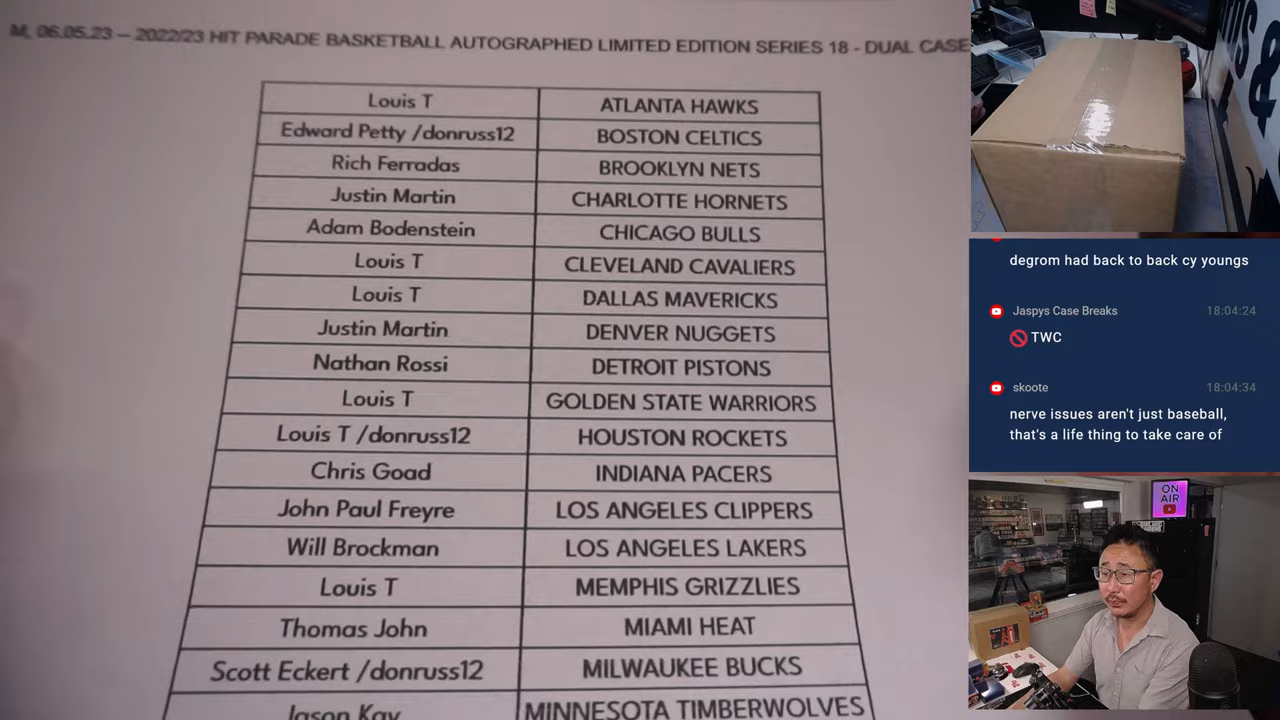 M, 06.05.23 – 2022/23 HIT PARADE BASKETBALL AUTOGRAPHED LIMITED EDITION SERIES 18 - DUAL CASE
Louis T ATLANTA HAWKS
Edward Petty /donruss12 BOSTON CELTICS
Rich Ferradas BROOKLYN NETS
Justin Martin CHARLOTTE HORNETS
Adam Bodenstein CHICAGO BULLS
Louis T CLEVELAND CAVALIERS
Louis T DALLAS MAVERICKS
Justin Martin DENVER NUGGETS
Nathan Rossi DETROIT PISTONS
Louis T GOLDEN STATE WARRIORS
Louis T /donruss12 HOUSTON ROCKETS
Chris Goad INDIANA PACERS
John Paul Freyre LOS ANGELES CLIPPERS
Will Brockman LOS ANGELES LAKERS
Louis T MEMPHIS GRIZZLIES
Thomas John MIAMI HEAT
Scott Eckert /donruss12 MILWAUKEE BUCKS
Jason Kay MINNESOTA TIMBERWOLVES
degrom had back to back cy youngs
Jaspys Case Breaks 18:04:24
🚫 TWC
skoote 18:04:34
nerve issues aren't just baseball,
that's a life thing to take care of
ON
AIR